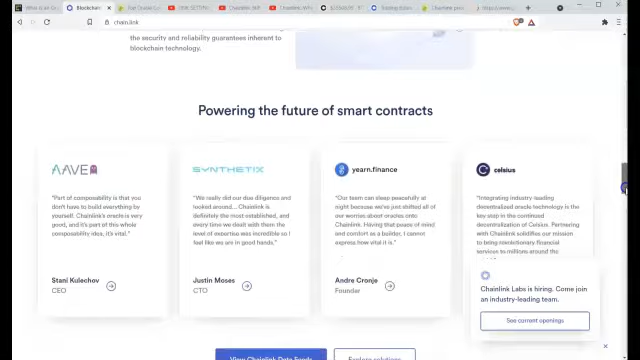 Blockchain
chain.link
the security and reliability guarantees inherent to
blockchain technology.
Powering the future of smart contracts
AAVE
SYNTHETIX
yearn.finance
celsius
"Part of composability is that you
don't have to build everything by
yourself. Chainlink's oracle is very
good, and it's part of this whole
composability idea, it's vital."
"We really did our due diligence and
looked around... Chainlink is
definitely the most established, and
every time we dealt with them the
level of expertise was incredible so I
feel like we are in good hands."
"Our team can sleep peacefully at
night because we've just shifted all of
our worries about oracles onto
Chainlink. Having that peace of mind
and comfort as a builder, I cannot
express how vital it is."
"Integrating industry leading
decentralized oracle technology is the
key step in the continued
decentralization of Celsius. Partnering
with Chainlink solidifies our mission
to bring revolutionary financial
services to millions around the
Stani Kulechov
CEO
Justin Moses
CTO
Andre Cronje
Founder
Chainlink Labs is hiring. Come join
an industry-leading team.
See current openings
View Chainlink Data Feeds
Explore solutions